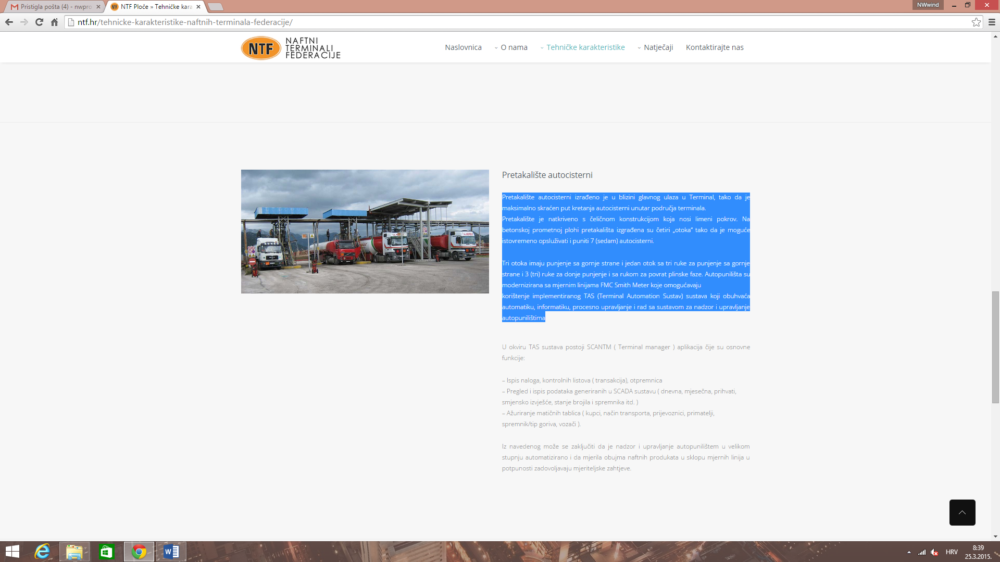 Pristigla pošta (4) - nwpro
NTF Ploče » Tehničke kara
NWwind
ntf.hr/tehnicke-karakteristike-naftnih-terminala-federacije/
NTF
NAFTNI
TERMINALI
FEDERACIJE
Naslovnica
O nama
Tehničke karakteristike
Natječaji
Kontaktirajte nas
Pretakalište autocisterni
Pretakalište autocisterni izrađeno je u blizini glavnog ulaza u Terminal, tako da je
maksimalno skraćen put kretanja autocisterni unutar područja terminala.
Pretakalište je natkriveno s čeličnom konstrukcijom koja nosi limeni pokrov. Na
betonskoj prometnoj plohi pretakališta izgrađena su četiri „otoka“ tako da je moguće
istovremeno opsluživati i puniti 7 (sedam) autocisterni.
Tri otoka imaju punjenje sa gornje strane i jedan otok sa tri ruke za punjenje sa gornje
strane i 3 (tri) ruke za donje punjenje i sa rukom za povrat plinske faze. Autopunilišta su
modernizirana sa mjernim linijama FMC Smith Meter koje omogućavaju
korištenje implementiranog TAS (Terminal Automation Sustav) sustava koji obuhvaća
automatiku, informatiku, procesno upravljanje i rad sa sustavom za nadzor i upravljanje
autopunilištima
U okviru TAS sustava postoji SCANTM ( Terminal manager ) aplikacija čije su osnovne
funkcije:
– Ispis naloga, kontrolnih listova ( transakcija), otpremnica
– Pregled i ispis podataka generiranih u SCADA sustavu ( dnevna, mjesečna, prihvati,
smjensko izvješće, stanje brojila i spremnika itd. )
– Ažuriranje matičnih tablica ( kupci, način transporta, prijevoznici, primatelji,
spremnik/tip goriva, vozači ).
Iz navedenog može se zaključiti da je nadzor i upravljanje autopunilištem u velikom
stupnju automatizirano i da mjerila obujma naftnih produkata u sklopu mjernih linija u
potpunosti zadovoljavaju mjeriteljske zahtjeve.
HRV
8:39
25.3.2015.